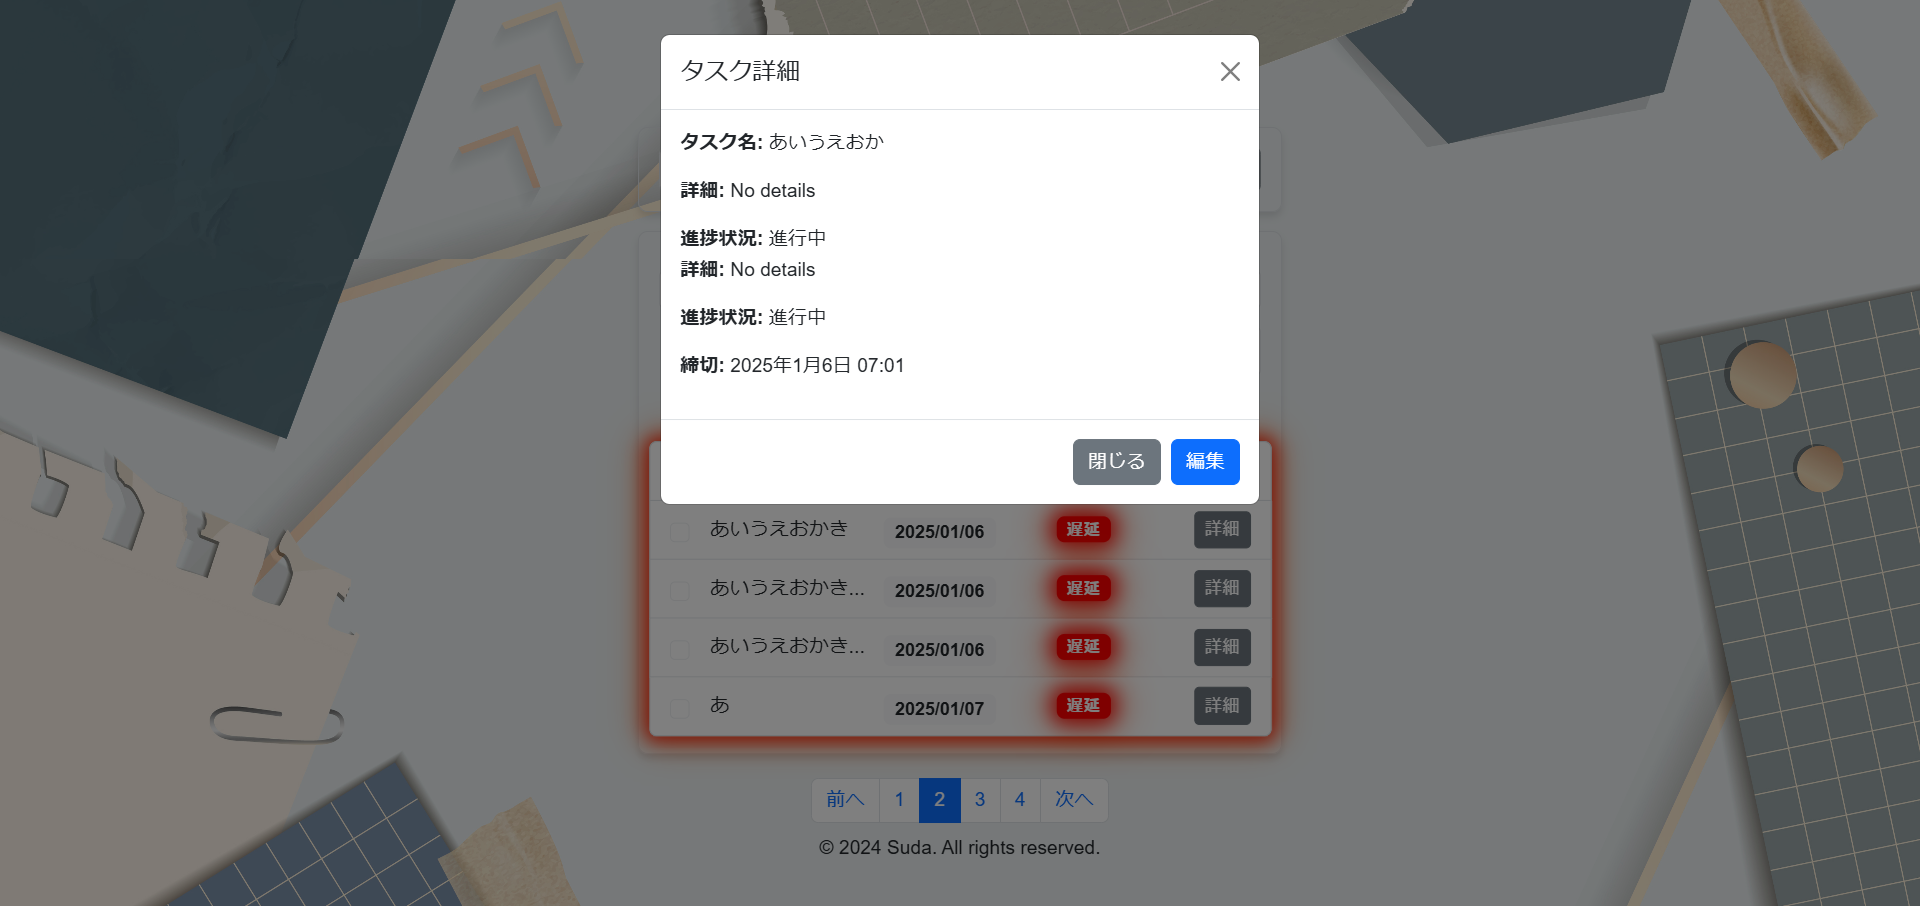 タスク詳細
タスク名: あいうえおか
詳細: No details
進捗状況: 進行中
詳細: No details
進捗状況: 進行中
締切: 2025年1月6日 07:01
閉じる 編集
あいうえおかき 2025/01/06 遅延 詳細
あいうえおかき... 2025/01/06 遅延 詳細
あいうえおかき... 2025/01/06 遅延 詳細
あ 2025/01/07 遅延 詳細
前へ 1 2 3 4 次へ
© 2024 Suda. All rights reserved.